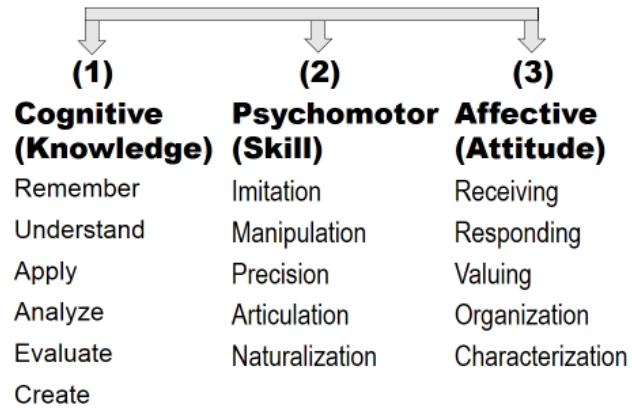 (1)
Cognitive
(Knowledge)
Remember
Understand
Apply
Analyze
Evaluate
Create
(2)
Psychomotor
(Skill)
Imitation
Manipulation
Precision
Articulation
Naturalization
(3)
Affective
(Attitude)
Receiving
Responding
Valuing
Organization
Characterization